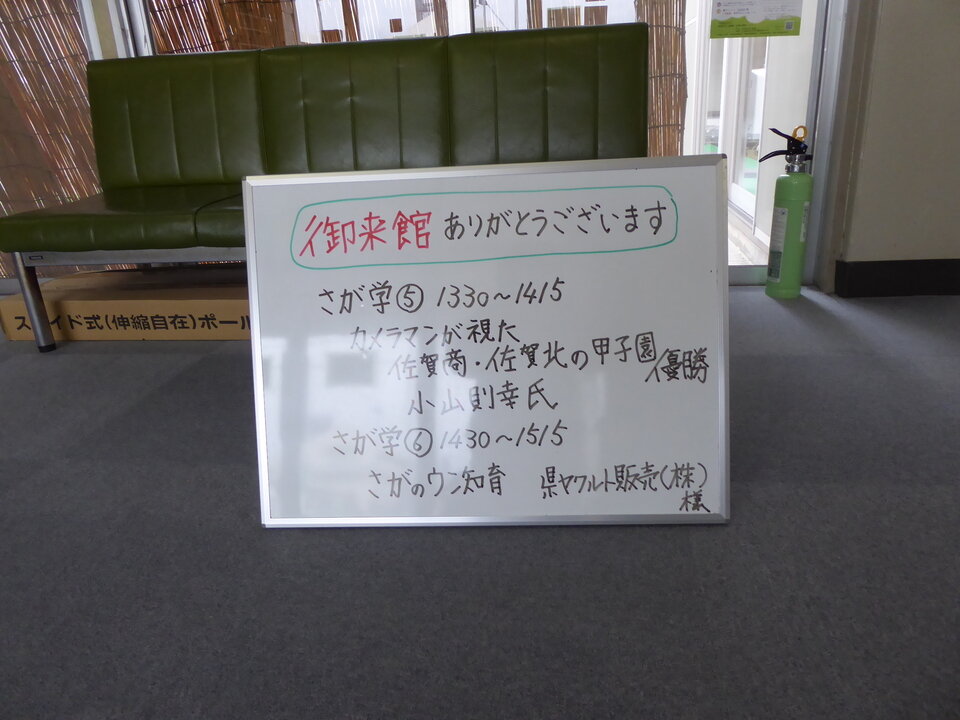 御来館 ありがとうございます
さが学⑤ 1330～1415
カメラマンが視た
佐賀商・佐賀北の甲子園優勝
小山則幸氏
さが学⑥ 1430～1515
さがのウン知育 県ヤクルト販売(株)
様
スライド式(伸縮自在)ポール